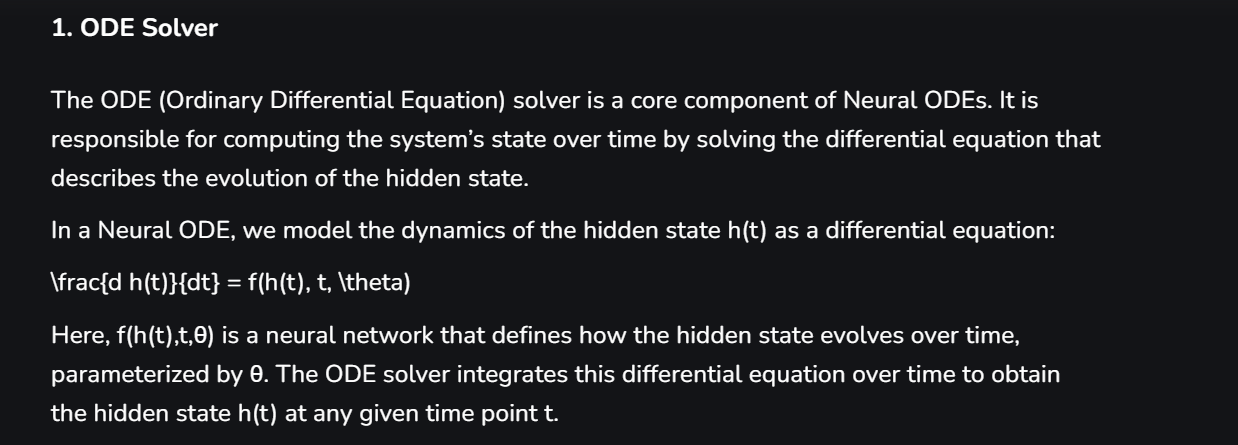 1. ODE Solver
The ODE (Ordinary Differential Equation) solver is a core component of Neural ODEs. It is
responsible for computing the system’s state over time by solving the differential equation that
describes the evolution of the hidden state.
In a Neural ODE, we model the dynamics of the hidden state h(t) as a differential equation:
\frac{d h(t)}{dt} = f(h(t), t, \theta)
Here, f(h(t),t,θ) is a neural network that defines how the hidden state evolves over time,
parameterized by θ. The ODE solver integrates this differential equation over time to obtain
the hidden state h(t) at any given time point t.